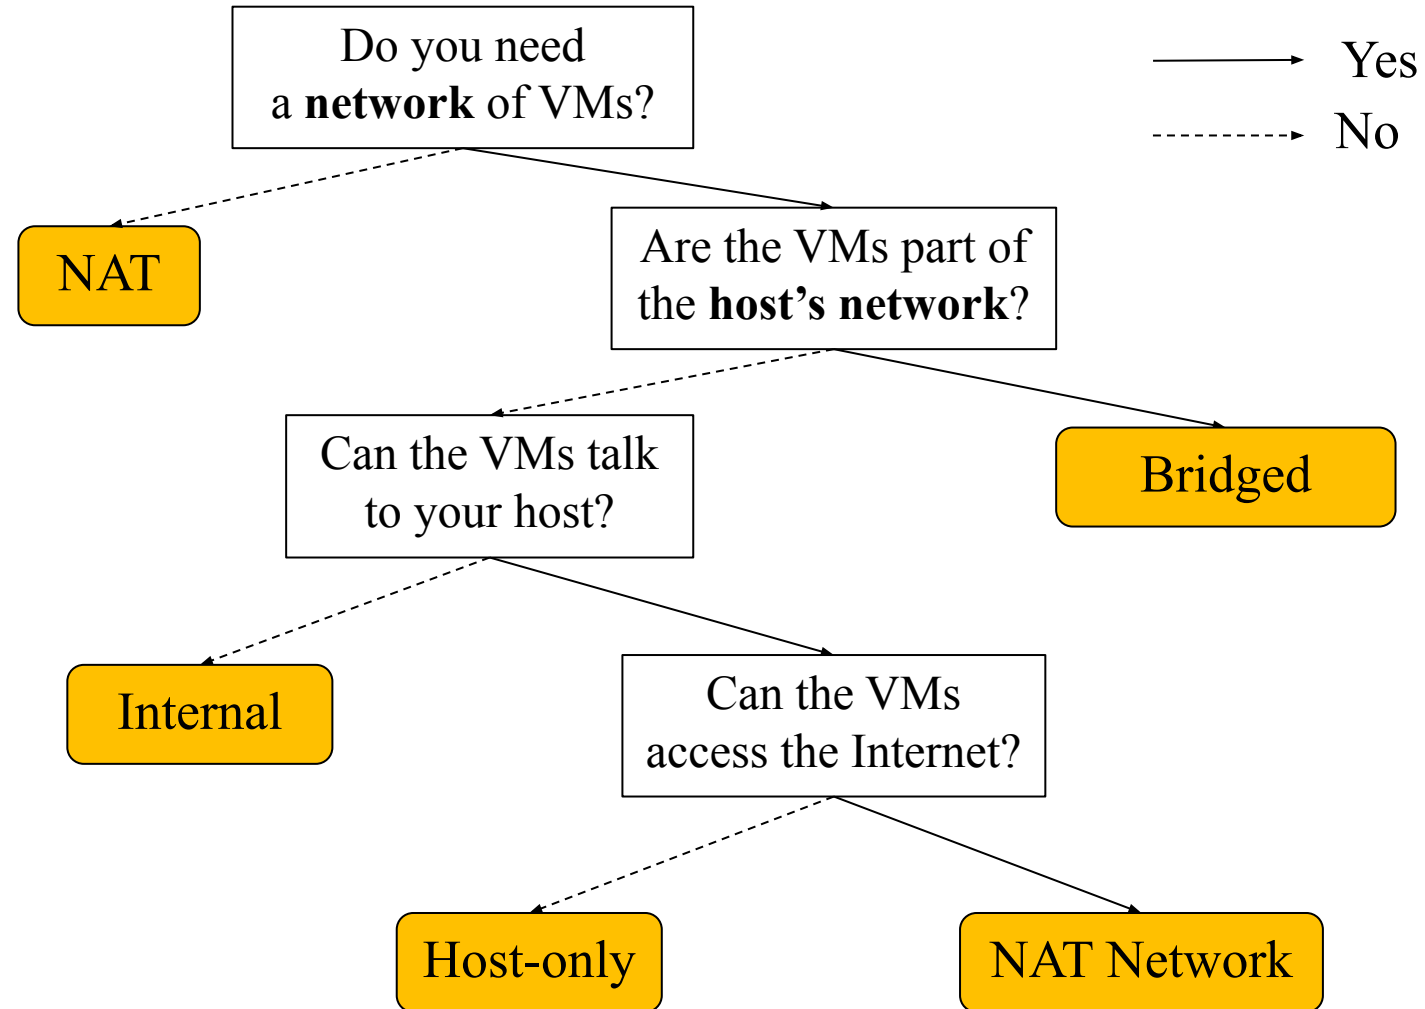 Do you need
a network of VMs?
Yes
No
NAT
Are the VMs part of
the host’s network?
Can the VMs talk
to your host?
Bridged
Internal
Can the VMs
access the Internet?
Host-only
NAT Network